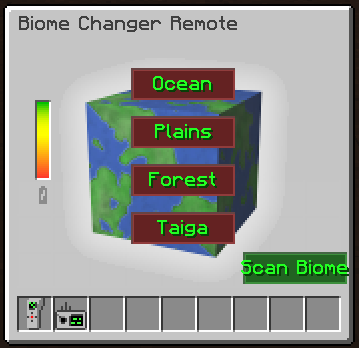 Biome Changer Remote
Ocean
Plains
Forest
Taiga
Scan Biome